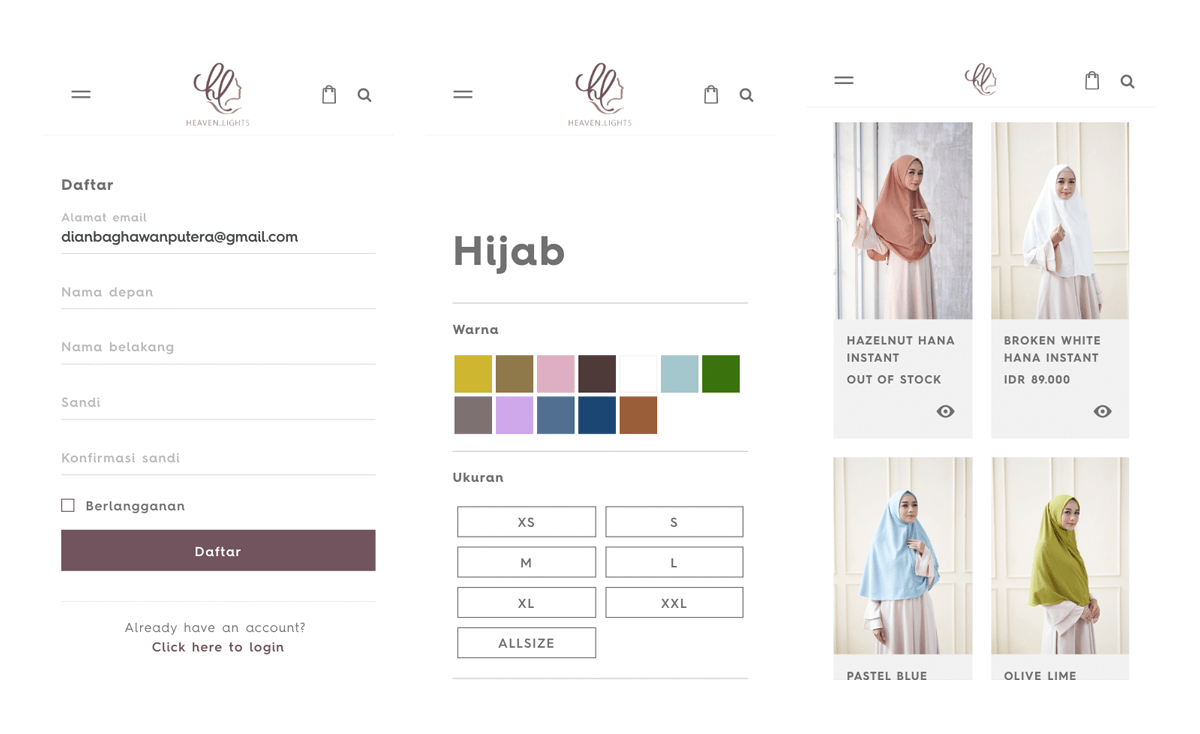 HEAVEN.LIGHTS
Daftar
Alamat email
dianbaghawanputera@gmail.com
Nama depan
Nama belakang
Sandi
Konfirmasi sandi
Berlangganan
Daftar
Already have an account?
Click here to login
HEAVEN.LIGHTS
Hijab
Warna
Ukuran
XS
S
M
L
XL
XXL
ALLSIZE
HAZELNUT HANA
INSTANT
OUT OF STOCK
BROKEN WHITE
HANA INSTANT
IDR 89.000
PASTEL BLUE
OLIVE LIME